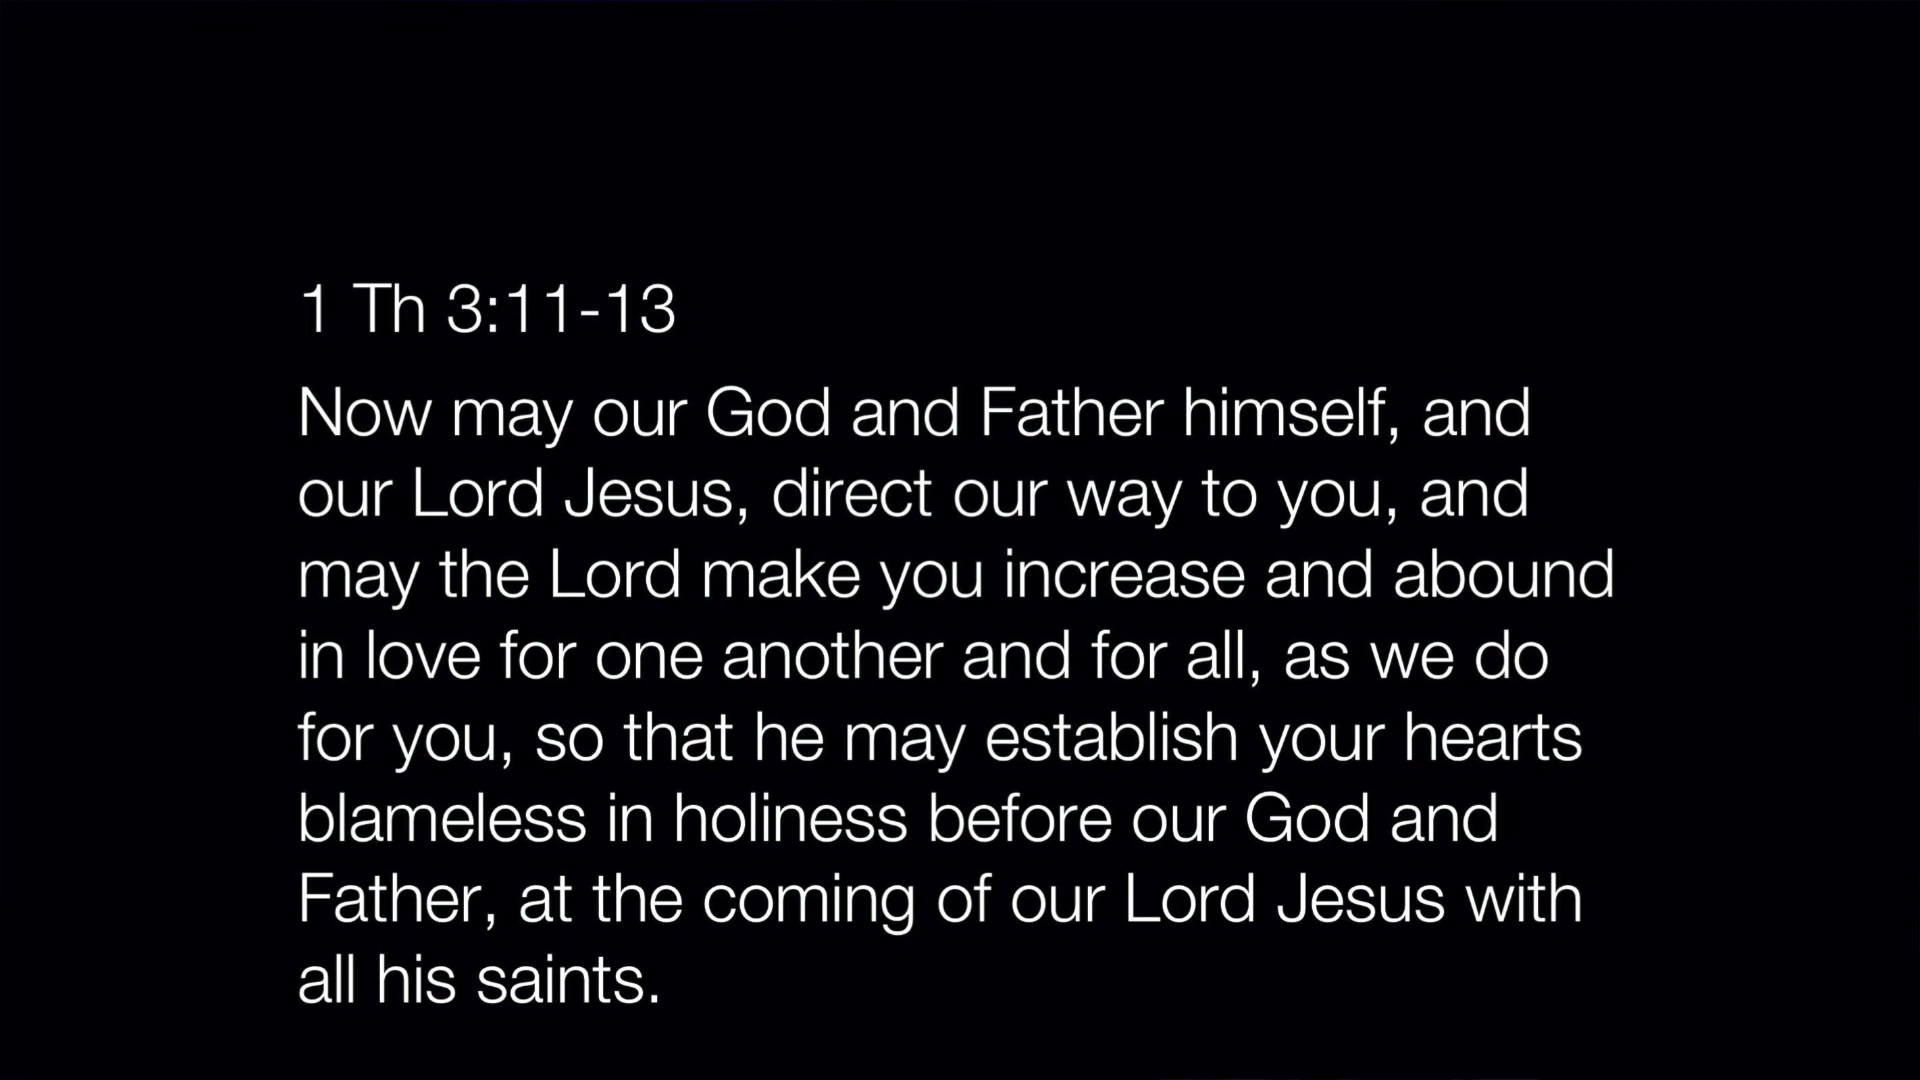 1 Th 3:11-13
Now may our God and Father himself, and
our Lord Jesus, direct our way to you, and
may the Lord make you increase and abound
in love for one another and for all, as we do
for you, so that he may establish your hearts
blameless in holiness before our God and
Father, at the coming of our Lord Jesus with
all his saints.